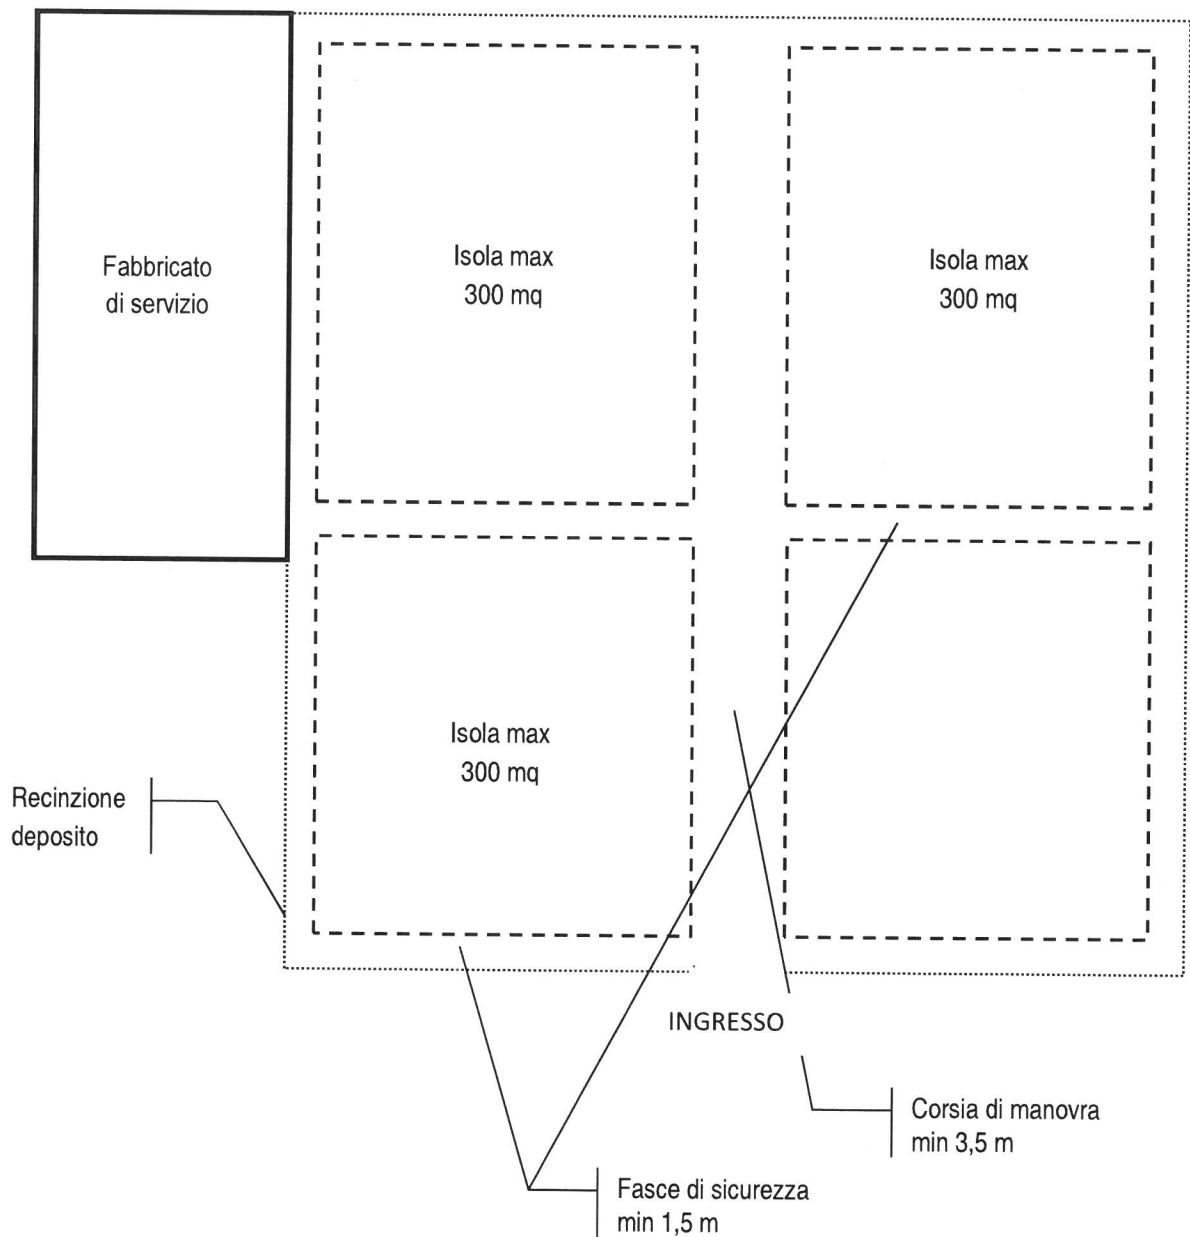 Fabbricato
di servizio
Isola max
300 mq
Isola max
300 mq
Isola max
300 mq
Recinzione
deposito
INGRESSO
Corsia di manovra
min 3,5 m
Fasce di sicurezza
min 1,5 m